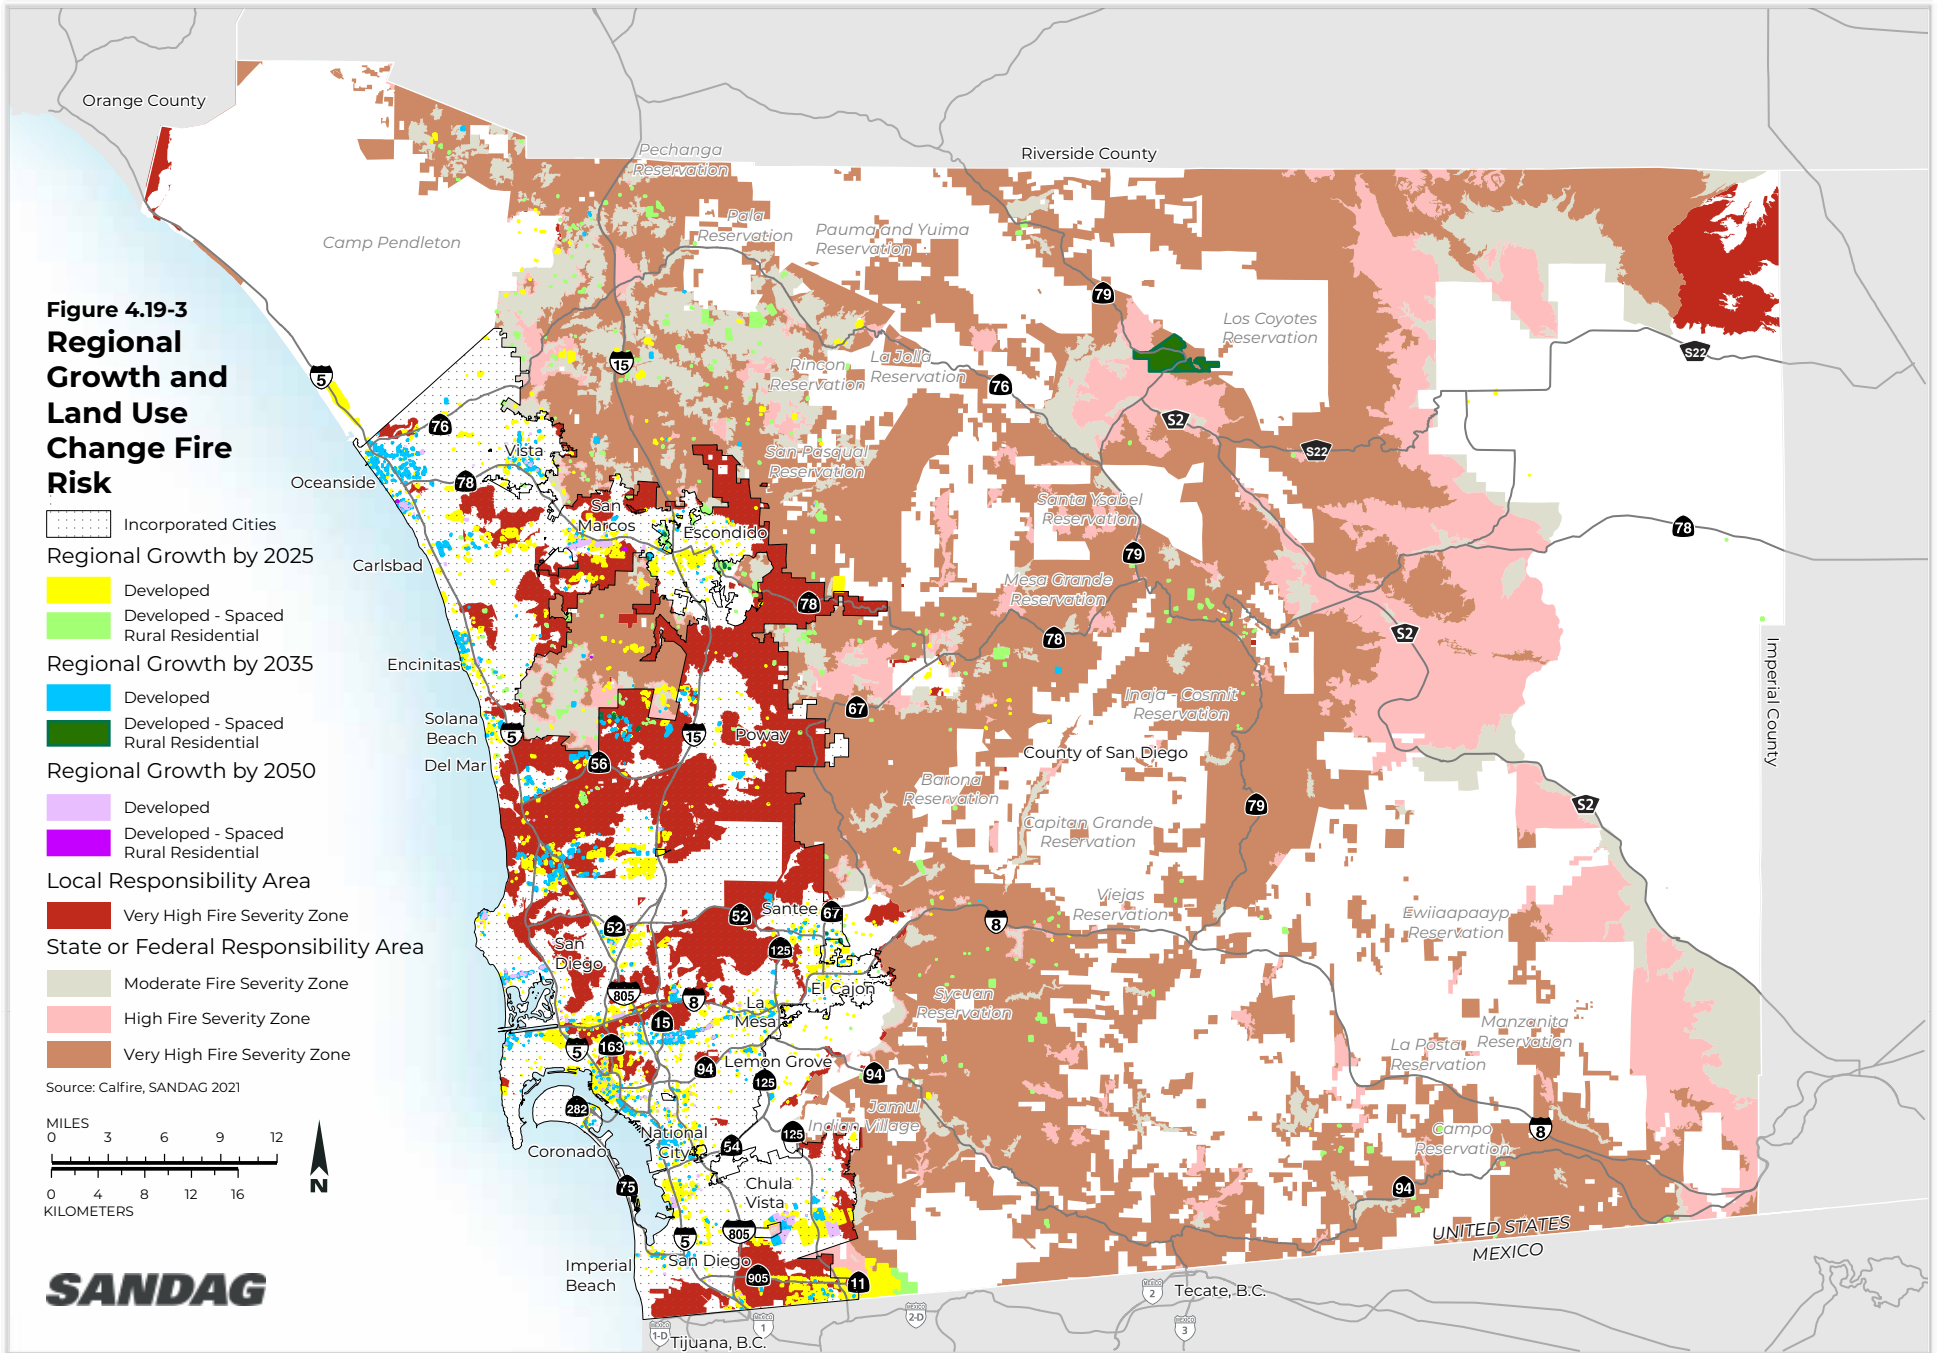 Orange County
Riverside County
Pechanga
Reservation
Pala
Reservation
Pauma and Yuima
Reservation
Camp Pendleton
79
Figure 4.19-3
Regional
Growth and
Land Use
Change Fire
Risk
Los Coyotes
Reservation
S22
15
Rincon
Reservation
La Jolla
Reservation
5
76
S2
76
Vista
San Pasqual
Reservation
S22
Oceanside
78
Santa Ysabel
Reservation
San
Marcos
Escondido
78
Incorporated Cities
79
Regional Growth by 2025
Carlsbad
Mesa Grande
Reservation
Developed
78
Developed - Spaced
Rural Residential
78
S2
Regional Growth by 2035
Encinitas
Imperial County
Developed
Inaja - Cosmit
Reservation
67
Developed - Spaced
Rural Residential
Solana
Beach
5
15
Poway
County of San Diego
Del Mar
56
Regional Growth by 2050
Barona
Reservation
79
S2
Developed
Capitan Grande
Reservation
Developed - Spaced
Rural Residential
Local Responsibility Area
Viejas
Reservation
Very High Fire Severity Zone
52
52
Santee
67
8
Ewiiaapaayp
Reservation
State or Federal Responsibility Area
San
Diego
125
Moderate Fire Severity Zone
805
8
El Cajon
Sycuan
Reservation
High Fire Severity Zone
La
Mesa
15
Manzanita
Reservation
Very High Fire Severity Zone
5
163
La Posta
Reservation
94
Lemon Grove
125
94
Source: Calfire, SANDAG 2021
282
Jamul
Indian Village
MILES
0 3 6 9 12
National
City
54
125
Campo
Reservation
8
Coronado
0 4 8 12 16
KILOMETERS
N
75
Chula
Vista
94
5
805
UNITED STATES
MEXICO
San Diego
Imperial
Beach
905
11
SANDAG
MEXICO
2
Tecate, B.C.
MEXICO
2-D
MEXICO
1
MEXICO
1-D
MEXICO
3
Tijuana, B.C.